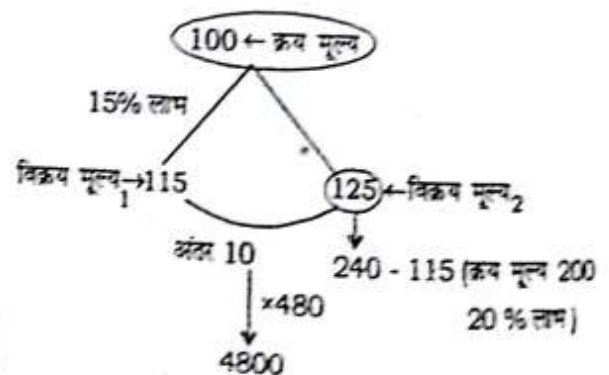 100 ← क्रय मूल्य
15% लाभ
विक्रय मूल्य₁→115
125 ←विक्रय मूल्य₂
अंतर 10
240 - 115 (क्रय मूल्य 200
×480
20 % लाभ)
4800